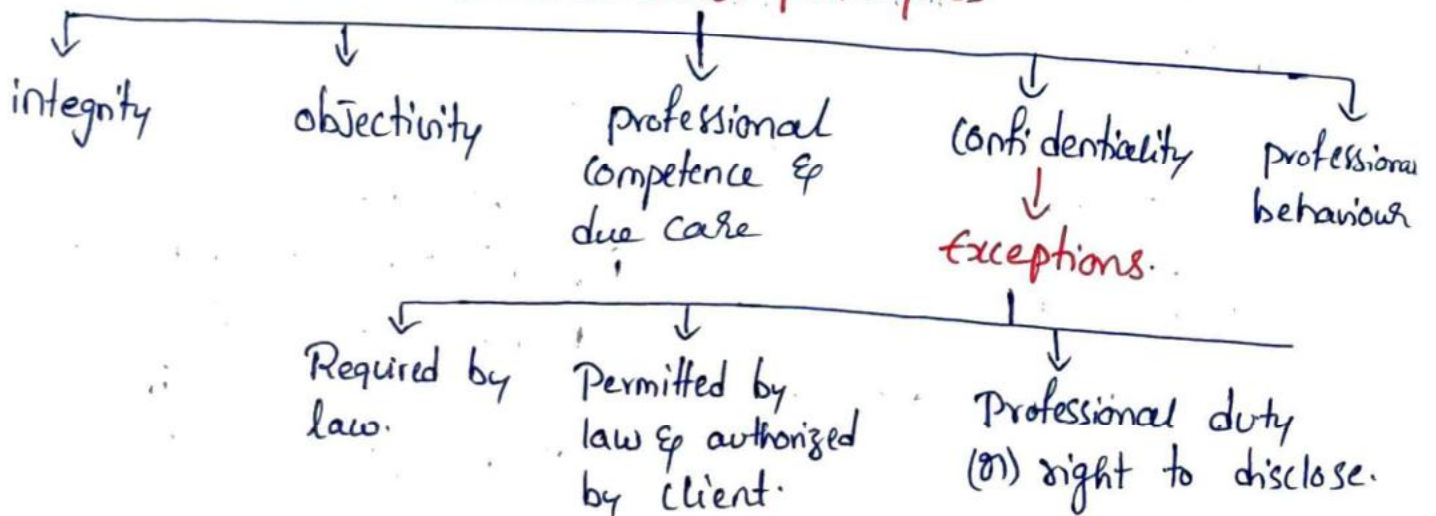 integrity
objectivity
professional
competence &
due care
confidentiality
professional
behaviour
Exceptions.
Required by
law.
Permitted by
law & authorized
by client.
Professional duty
(or) right to disclose.